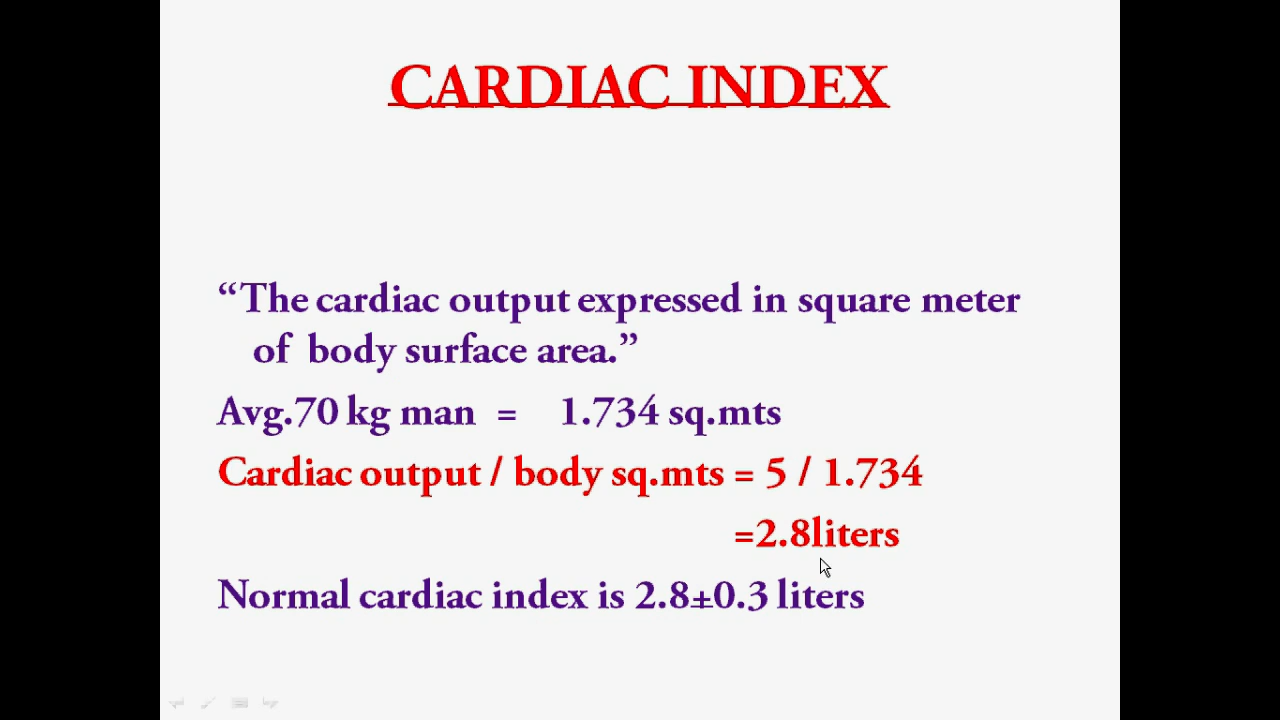 CARDIAC INDEX
“The cardiac output expressed in square meter
of body surface area.”
Avg.70 kg man = 1.734 sq.mts
Cardiac output / body sq.mts = 5 / 1.734
=2.8liters
Normal cardiac index is 2.8±0.3 liters